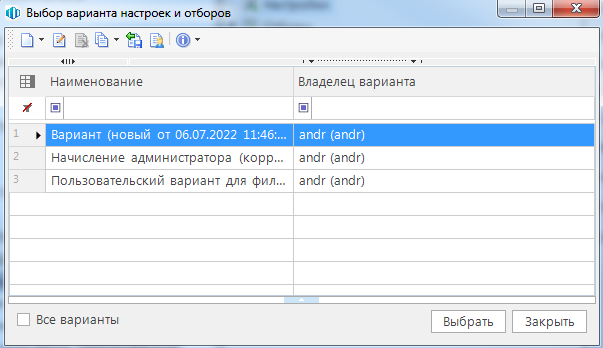 Выбор варианта настроек и отборов
Наименование Владелец варианта
1 Вариант (новый от 06.07.2022 11:46:... andr (andr)
2 Начисление администратора (корр... andr (andr)
3 Пользовательский вариант для фил... andr (andr)
Все варианты Выбрать Закрыть